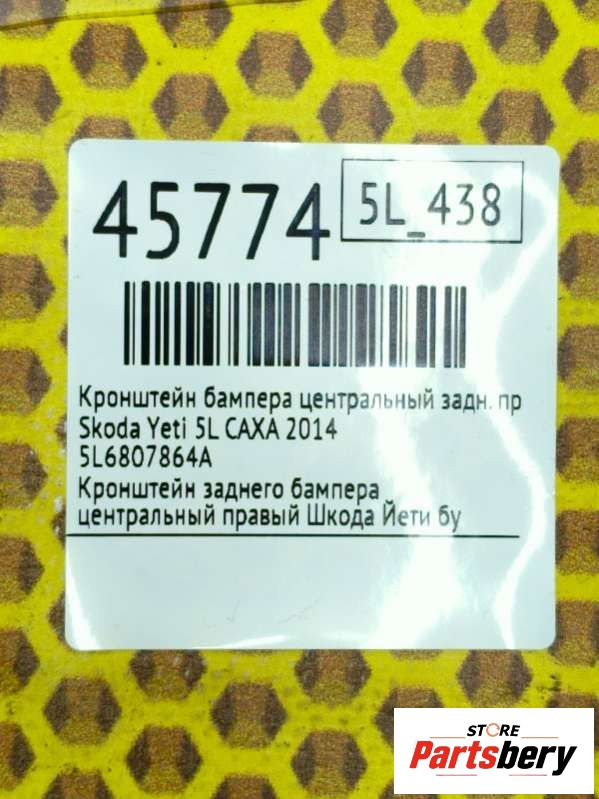 45774
5L_438
Кронштейн бампера центральный задн. пр
Skoda Yeti 5L CAXA 2014
5L6807864A
Кронштейн заднего бампера
центральный правый Шкода Йети бу
STORE
Partsbery